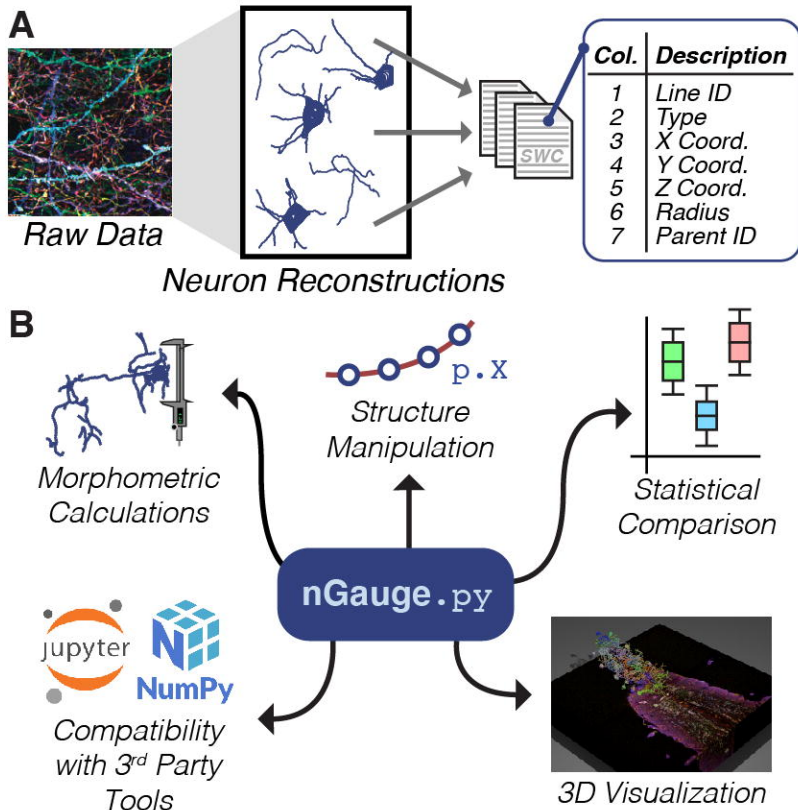 A
Raw Data
Neuron Reconstructions
SWC
Col. Description
1 Line ID
2 Type
3 X Coord.
4 Y Coord.
5 Z Coord.
6 Radius
7 Parent ID
B
Morphometric
Calculations
p.X
Structure
Manipulation
Statistical
Comparison
nGauge.py
jupyter
N
NumPy
Compatibility
with 3rd Party
Tools
3D Visualization